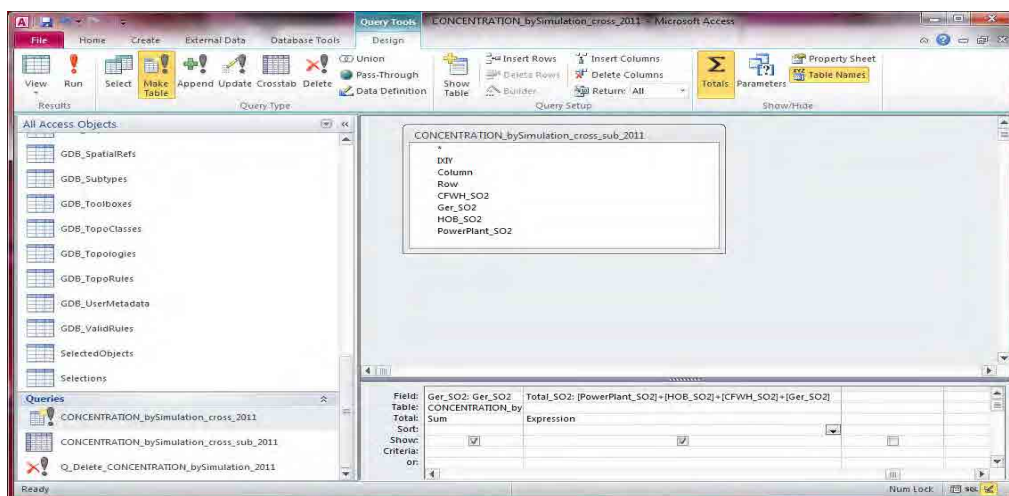 A Query Tools CONCENTRATION_bySimulation_cross_2011 - Microsoft Access
File Home Create External Data Database Tools Design
View Run Select Make Table Append Update Crosstab Delete
Union
Pass-Through
Data Definition
Show Table
Insert Rows
Delete Rows
Builder
Insert Columns
Delete Columns
Return: All
Totals Parameters
Property Sheet
Table Names
Results Query Type Query Setup Show/Hide
All Access Objects
GDB_SpatialRefs
GDB_Subtypes
GDB_Toolboxes
GDB_TopoClasses
GDB_Topologies
GDB_TopoRules
GDB_UserMetadata
GDB_ValidRules
SelectedObjects
Selections
Queries
CONCENTRATION_bySimulation_cross_2011
CONCENTRATION_bySimulation_cross_sub_2011
Q_Delete_CONCENTRATION_bySimulation_2011
CONCENTRATION_bySimulation_cross_sub_2011
*
IXIY
Column
Row
CFWH_SO2
Ger_SO2
HOB_SO2
PowerPlant_SO2
Field: Ger_SO2: Ger_SO2 Total_SO2: [PowerPlant_SO2]+[HOB_SO2]+[CFWH_SO2]+[Ger_SO2]
Table: CONCENTRATION_by
Total: Sum Expression
Sort:
Show:
Criteria:
or:
Ready Num Lock SQL